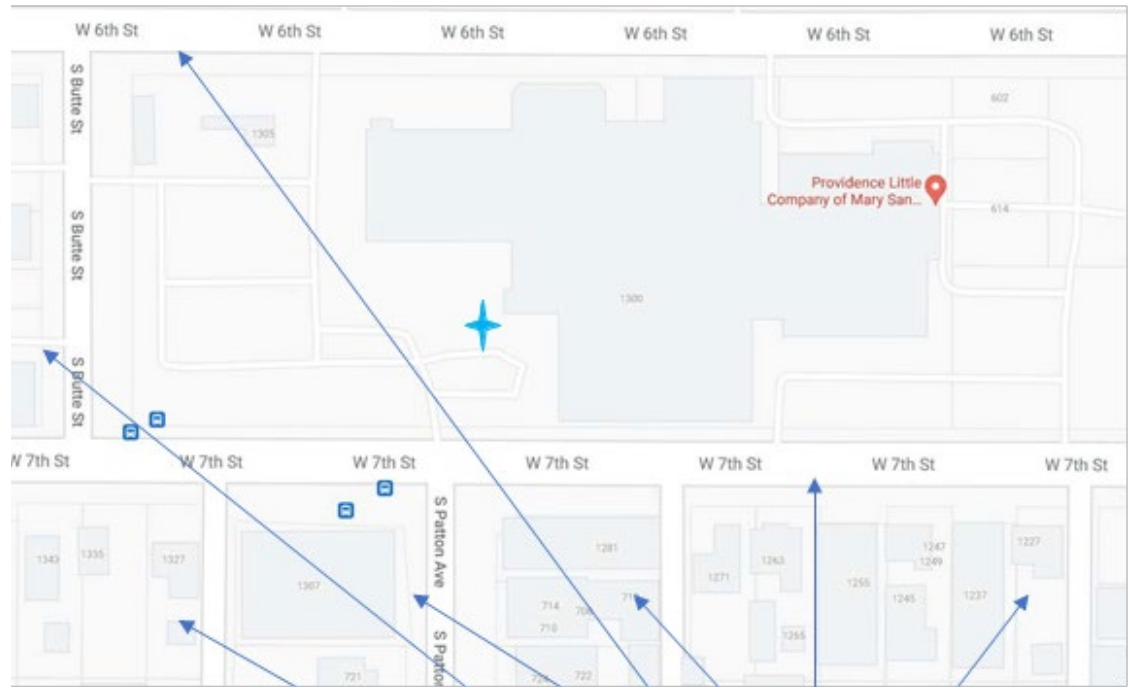 W 6th St
W 6th St
W 6th St
W 6th St
W 6th St
W 6th St
S Butte St
602
1305
Providence Little
Company of Mary San...
614
S Butte St
1300
S Butte St
W 7th St
W 7th St
W 7th St
W 7th St
W 7th St
W 7th St
W 7th St
S Patton Ave
1343
1335
1327
1307
1281
1271
1263
1247
1249
1227
1255
1245
1237
714
710
1265
S Patton
721
722